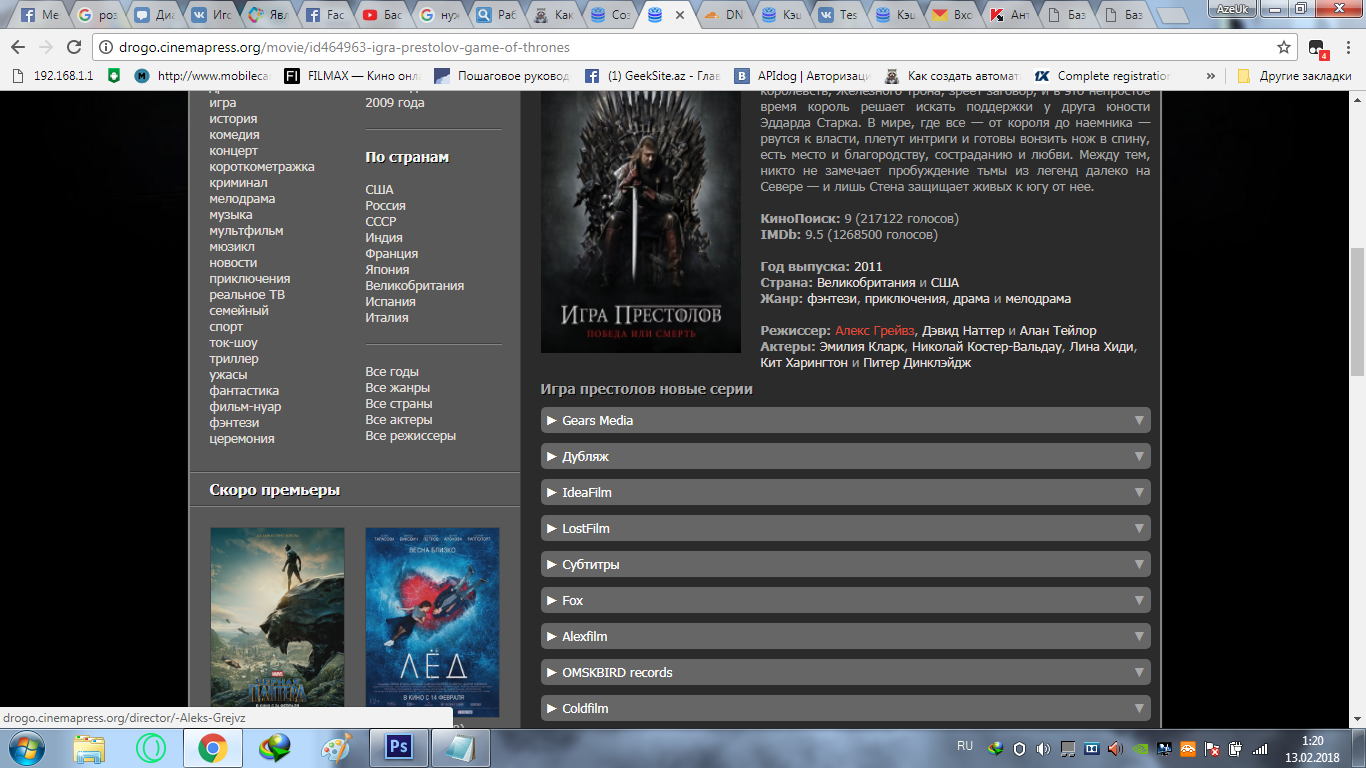 AzeUk
Ме
роз
Диа
Иго
Явл
Fac
Бас
нуж
Раб
Как
Соз
DN
Кэш
Tes
Кэш
Вхо
Ант
Баз
Баз
drogo.cinemapress.org/movie/id464963-igra-prestolov-game-of-thrones
4
192.168.1.1
http://www.mobileca
FILMAX — Кино онл
Пошаговое руковод
(1) GeekSite.az - Глав
APIdog | Авторизаци
Как создать автомат
Complete registration
»
Другие закладки
игра
история
комедия
концерт
короткометражка
криминал
мелодрама
музыка
мультфильм
мюзикл
новости
приключения
реальное ТВ
семейный
спорт
ток-шоу
триллер
ужасы
фантастика
фильм-нуар
фэнтези
церемония
2009 года
По странам
США
Россия
СССР
Индия
Франция
Япония
Великобритания
Испания
Италия
Все годы
Все жанры
Все страны
Все актеры
Все режиссеры
Скоро премьеры
MARVEL
ЧЕРНАЯ ПАНТЕРА
ВЕСНА БЛИЗКО
ЛЁД
В КИНО С 14 ФЕВРАЛЯ
ИГРА ПРЕСТОЛОВ
ПОБЕДА ИЛИ СМЕРТЬ
королевств, Железного трона, зреет заговор, и в это непростое
время король решает искать поддержки у друга юности
Эддарда Старка. В мире, где все — от короля до наемника —
рвутся к власти, плетут интриги и готовы вонзить нож в спину,
есть место и благородству, состраданию и любви. Между тем,
никто не замечает пробуждение тьмы из легенд далеко на
Севере — и лишь Стена защищает живых к югу от нее.
КиноПоиск: 9 (217122 голосов)
IMDb: 9.5 (1268500 голосов)
Год выпуска: 2011
Страна: Великобритания и США
Жанр: фэнтези, приключения, драма и мелодрама
Режиссер: Алекс Грейвз, Дэвид Наттер и Алан Тейлор
Актеры: Эмилия Кларк, Николай Костер-Вальдау, Лина Хиди,
Кит Харингтон и Питер Динклэйдж
Игра престолов новые серии
Gears Media
Дубляж
IdeaFilm
LostFilm
Субтитры
Fox
Alexfilm
OMSKBIRD records
Coldfilm
drogo.cinemapress.org/director/-Aleks-Grejvz
Ps
RU
1:20
13.02.2018